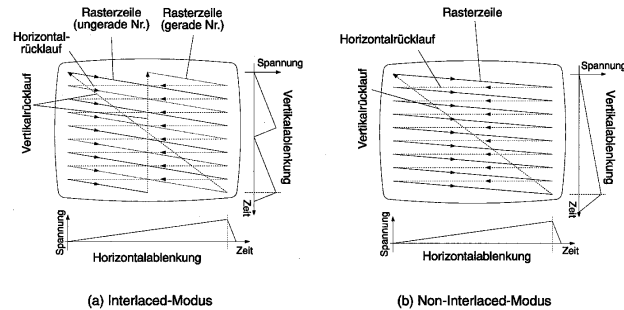 Rasterzeile
(ungerade Nr.)
Rasterzeile
(gerade Nr.)
Horizontal-
rücklauf
Spannung
Vertikalrücklauf
Vertikalablenkung
Zeit
Spannung
Zeit
Horizontalablenkung
(a) Interlaced-Modus
Rasterzeile
Horizontalrücklauf
Spannung
Vertikalrücklauf
Vertikalablenkung
Zeit
Spannung
Zeit
Horizontalablenkung
(b) Non-Interlaced-Modus